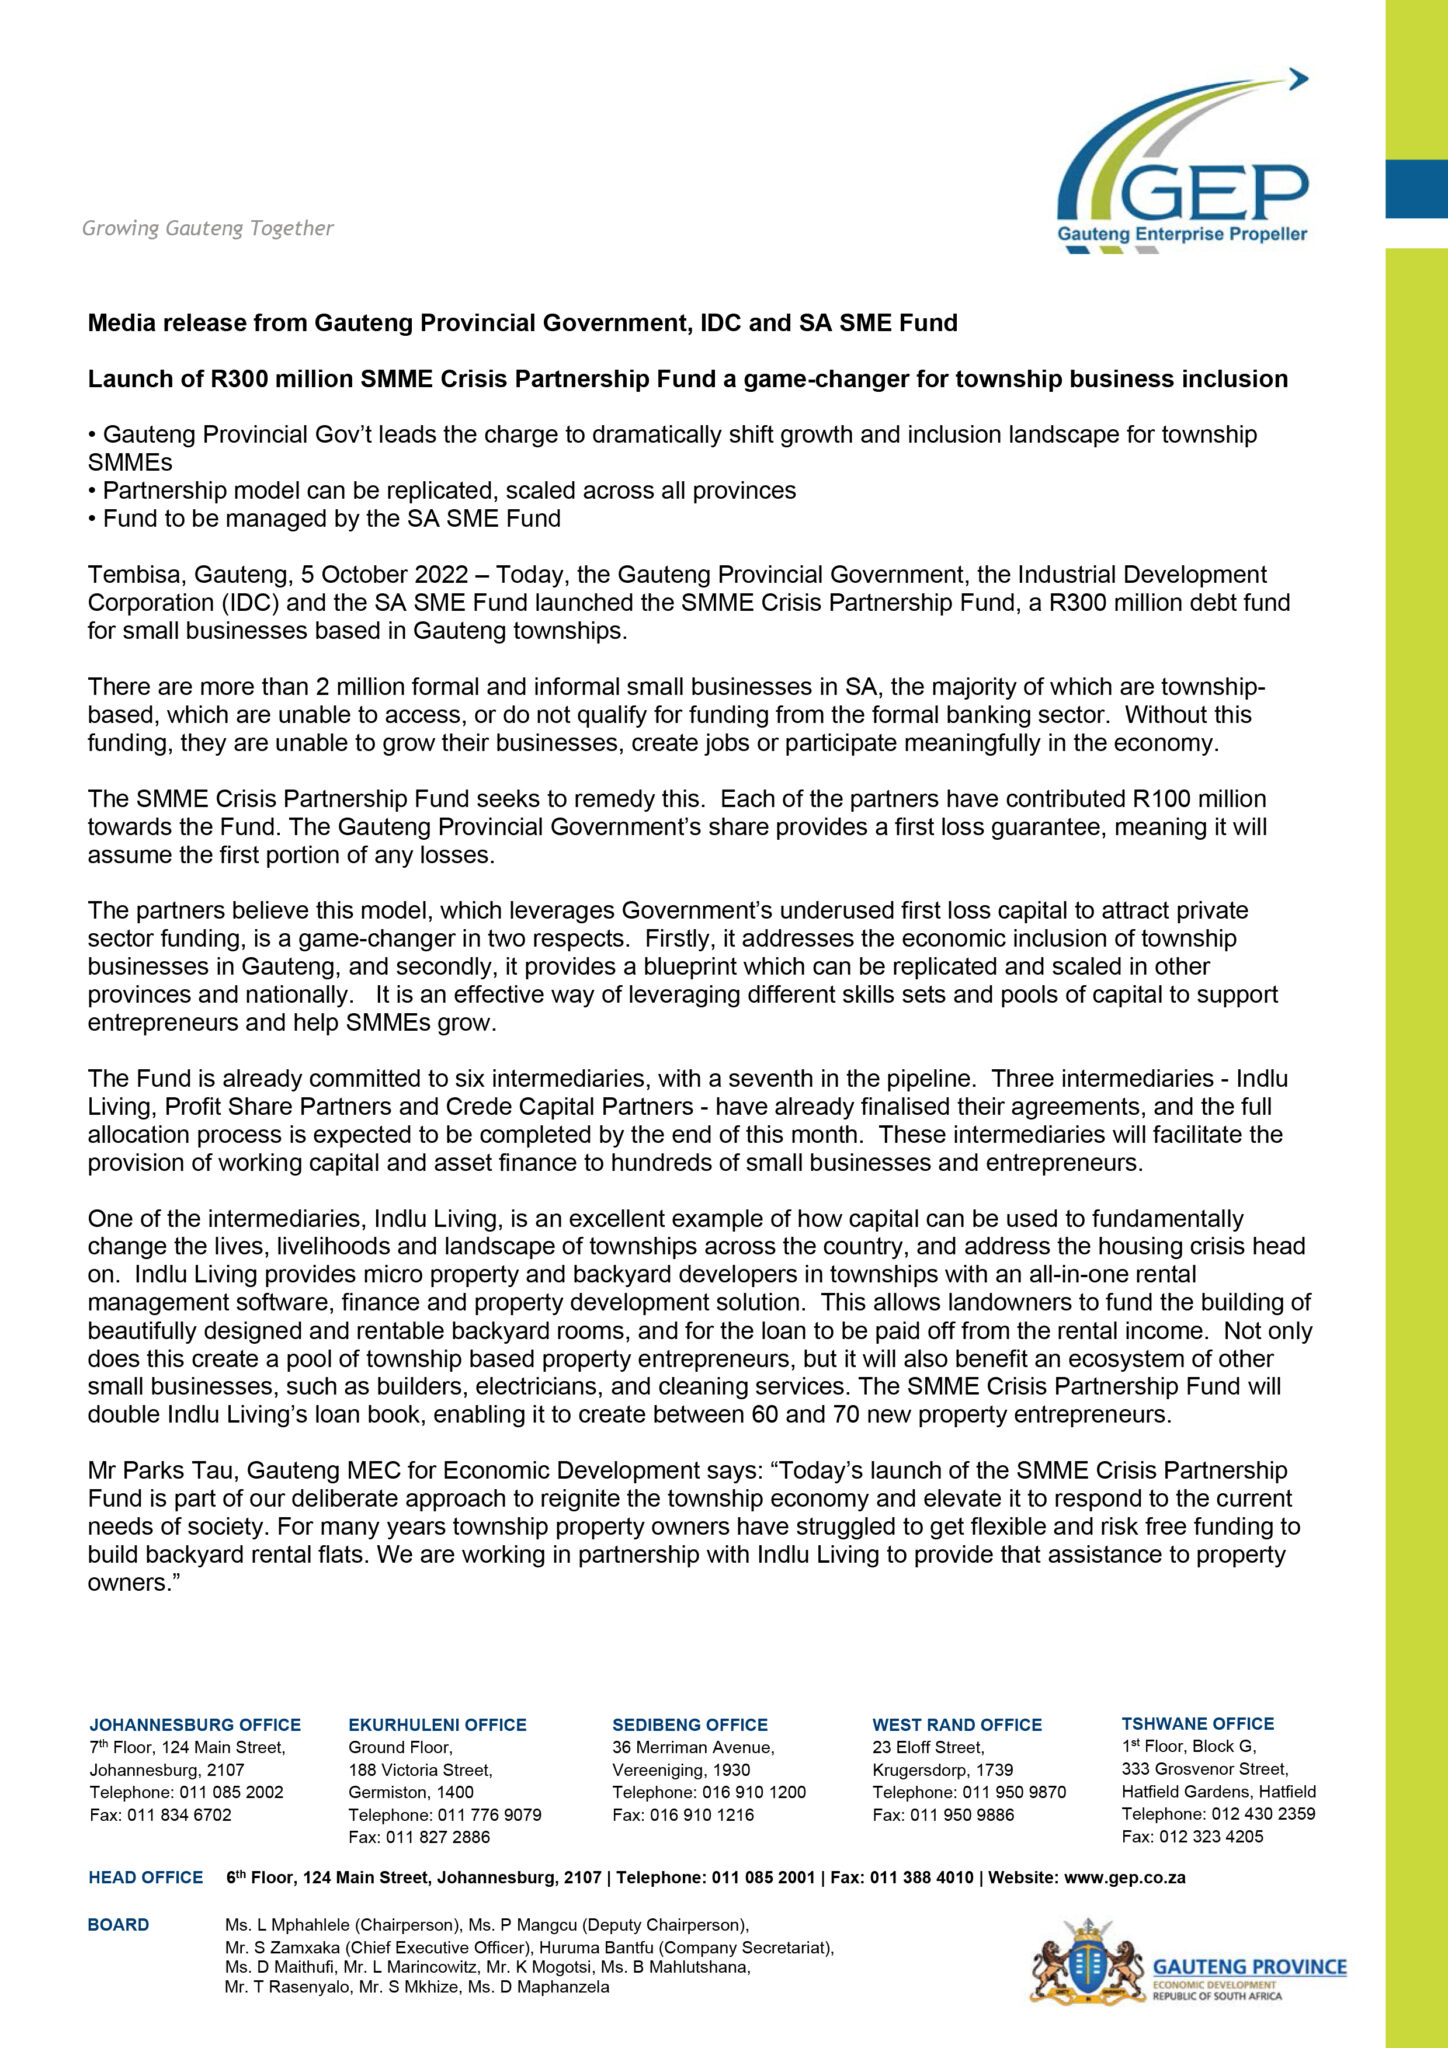 GEP
Gauteng Enterprise Propeller
Growing Gauteng Together
Media release from Gauteng Provincial Government, IDC and SA SME Fund
Launch of R300 million SMME Crisis Partnership Fund a game-changer for township business inclusion
• Gauteng Provincial Gov’t leads the charge to dramatically shift growth and inclusion landscape for township
SMMEs
• Partnership model can be replicated, scaled across all provinces
• Fund to be managed by the SA SME Fund
Tembisa, Gauteng, 5 October 2022 – Today, the Gauteng Provincial Government, the Industrial Development
Corporation (IDC) and the SA SME Fund launched the SMME Crisis Partnership Fund, a R300 million debt fund
for small businesses based in Gauteng townships.
There are more than 2 million formal and informal small businesses in SA, the majority of which are township-
based, which are unable to access, or do not qualify for funding from the formal banking sector.  Without this
funding, they are unable to grow their businesses, create jobs or participate meaningfully in the economy.
The SMME Crisis Partnership Fund seeks to remedy this.  Each of the partners have contributed R100 million
towards the Fund. The Gauteng Provincial Government’s share provides a first loss guarantee, meaning it will
assume the first portion of any losses.
The partners believe this model, which leverages Government’s underused first loss capital to attract private
sector funding, is a game-changer in two respects.  Firstly, it addresses the economic inclusion of township
businesses in Gauteng, and secondly, it provides a blueprint which can be replicated and scaled in other
provinces and nationally.   It is an effective way of leveraging different skills sets and pools of capital to support
entrepreneurs and help SMMEs grow.
The Fund is already committed to six intermediaries, with a seventh in the pipeline.  Three intermediaries - Indlu
Living, Profit Share Partners and Crede Capital Partners - have already finalised their agreements, and the full
allocation process is expected to be completed by the end of this month.  These intermediaries will facilitate the
provision of working capital and asset finance to hundreds of small businesses and entrepreneurs.
One of the intermediaries, Indlu Living, is an excellent example of how capital can be used to fundamentally
change the lives, livelihoods and landscape of townships across the country, and address the housing crisis head
on.  Indlu Living provides micro property and backyard developers in townships with an all-in-one rental
management software, finance and property development solution.  This allows landowners to fund the building of
beautifully designed and rentable backyard rooms, and for the loan to be paid off from the rental income.  Not only
does this create a pool of township based property entrepreneurs, but it will also benefit an ecosystem of other
small businesses, such as builders, electricians, and cleaning services. The SMME Crisis Partnership Fund will
double Indlu Living’s loan book, enabling it to create between 60 and 70 new property entrepreneurs.
Mr Parks Tau, Gauteng MEC for Economic Development says: “Today’s launch of the SMME Crisis Partnership
Fund is part of our deliberate approach to reignite the township economy and elevate it to respond to the current
needs of society. For many years township property owners have struggled to get flexible and risk free funding to
build backyard rental flats. We are working in partnership with Indlu Living to provide that assistance to property
owners.”
JOHANNESBURG OFFICE
7th Floor, 124 Main Street,
Johannesburg, 2107
Telephone: 011 085 2002
Fax: 011 834 6702
EKURHULENI OFFICE
Ground Floor,
188 Victoria Street,
Germiston, 1400
Telephone: 011 776 9079
Fax: 011 827 2886
SEDIBENG OFFICE
36 Merriman Avenue,
Vereeniging, 1930
Telephone: 016 910 1200
Fax: 016 910 1216
WEST RAND OFFICE
23 Eloff Street,
Krugersdorp, 1739
Telephone: 011 950 9870
Fax: 011 950 9886
TSHWANE OFFICE
1st Floor, Block G,
333 Grosvenor Street,
Hatfield Gardens, Hatfield
Telephone: 012 430 2359
Fax: 012 323 4205
HEAD OFFICE 6th Floor, 124 Main Street, Johannesburg, 2107 | Telephone: 011 085 2001 | Fax: 011 388 4010 | Website: www.gep.co.za
BOARD Ms. L Mphahlele (Chairperson), Ms. P Mangcu (Deputy Chairperson),
Mr. S Zamxaka (Chief Executive Officer), Huruma Bantfu (Company Secretariat),
Ms. D Maithufi, Mr. L Marincowitz, Mr. K Mogotsi, Ms. B Mahlutshana,
Mr. T Rasenyalo, Mr. S Mkhize, Ms. D Maphanzela
GAUTENG PROVINCE
ECONOMIC DEVELOPMENT
REPUBLIC OF SOUTH AFRICA